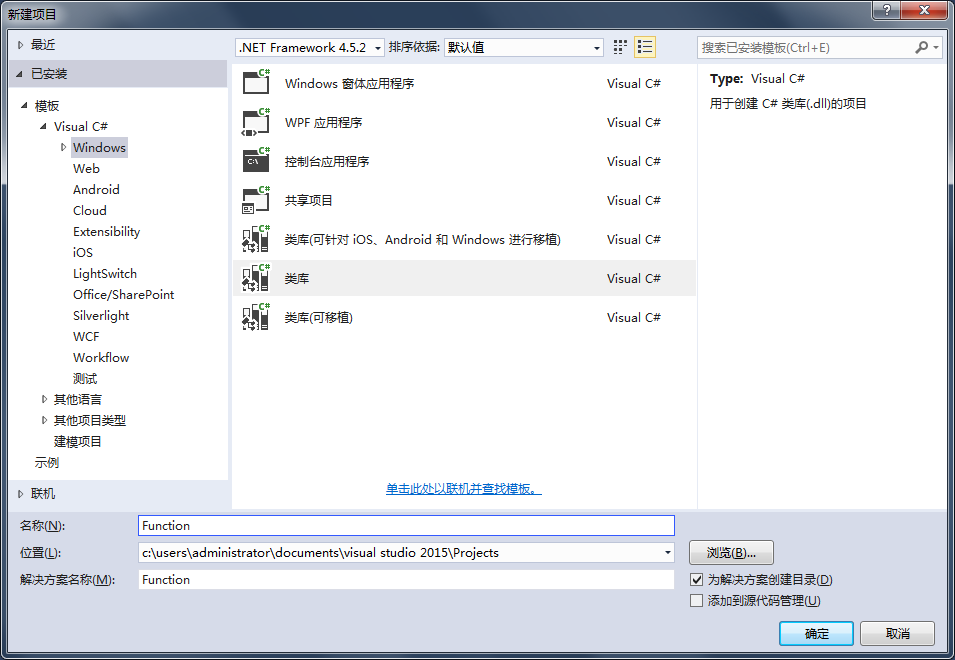 新建项目
最近
.NET Framework 4.5.2 排序依据: 默认值 搜索已安装模板(Ctrl+E)
已安装
模板
Visual C#
Windows
Web
Android
Cloud
Extensibility
iOS
LightSwitch
Office/SharePoint
Silverlight
WCF
Workflow
测试
其他语言
其他项目类型
建模项目
示例
联机
C# Windows 窗体应用程序 Visual C#
C# WPF 应用程序 Visual C#
C# C:\ 控制台应用程序 Visual C#
C# 共享项目 Visual C#
C# 类库(可针对 iOS、Android 和 Windows 进行移植) Visual C#
C# 类库 Visual C#
C# 类库(可移植) Visual C#
单击此处以联机并查找模板。
Type: Visual C#
用于创建 C# 类库(.dll)的项目
名称(N): Function
位置(L): c:\users\administrator\documents\visual studio 2015\Projects 浏览(B)...
解决方案名称(M): Function 为解决方案创建目录(D)
添加到源代码管理(U)
确定 取消